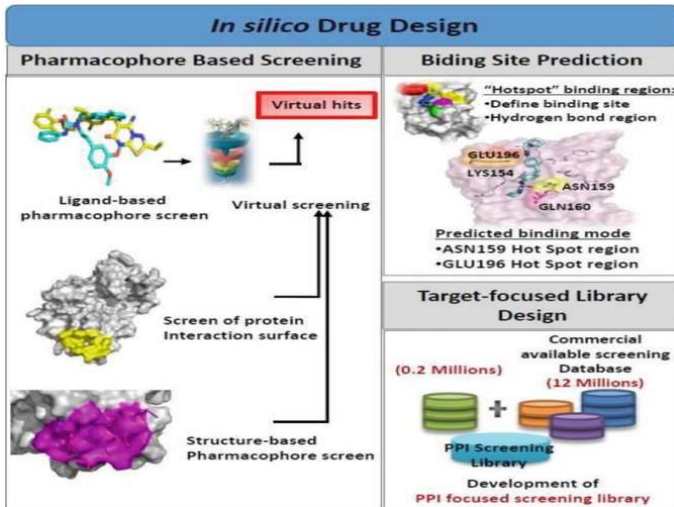 In silico Drug Design
Pharmacophore Based Screening
Virtual hits
Ligand-based
pharmacophore screen
Virtual screening
Screen of protein
Interaction surface
Structure-based
Pharmacophore screen
Biding Site Prediction
“Hotspot” binding region:
•Define binding site
•Hydrogen bond region
GLU196
LYS154
ASN159
GLN160
Predicted binding mode
•ASN159 Hot Spot region
•GLU196 Hot Spot region
Target-focused Library
Design
Commercial
available screening
Database
(0.2 Millions)
(12 Millions)
+
PPI Screening
Library
Development of
PPI focused screening library